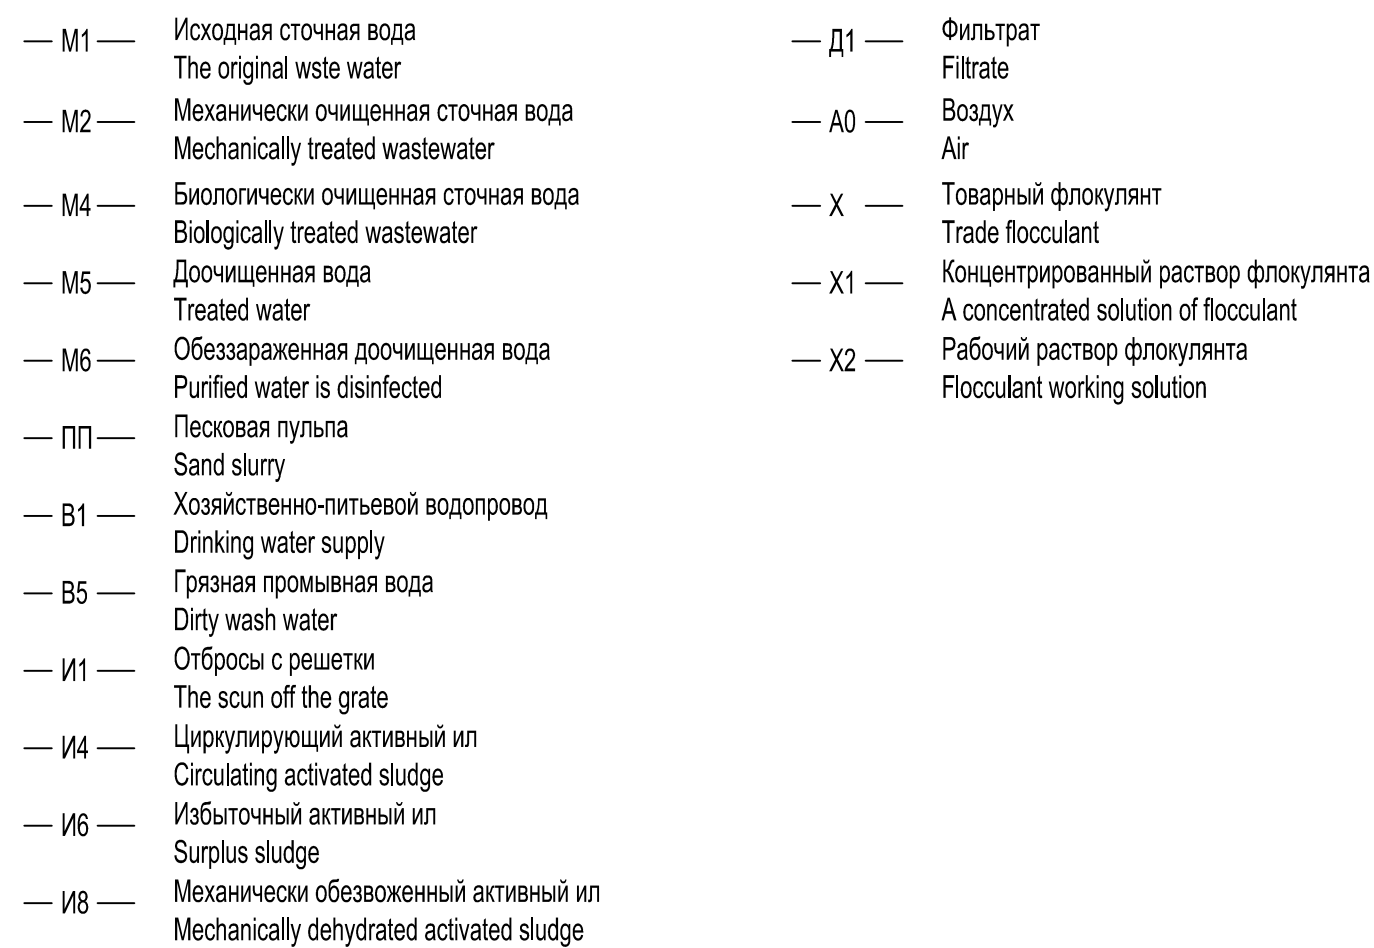 М1
Исходная сточная вода
The original wste water
М2
Механически очищенная сточная вода
Mechanically treated wastewater
М4
Биологически очищенная сточная вода
Biologically treated wastewater
М5
Доочищенная вода
Treated water
М6
Обеззараженная доочищенная вода
Purified water is disinfected
ПП
Песковая пульпа
Sand slurry
В1
Хозяйственно-питьевой водопровод
Drinking water supply
В5
Грязная промывная вода
Dirty wash water
И1
Отбросы с решетки
The scun off the grate
И4
Циркулирующий активный ил
Circulating activated sludge
И6
Избыточный активный ил
Surplus sludge
И8
Механически обезвоженный активный ил
Mechanically dehydrated activated sludge
Д1
Фильтрат
Filtrate
А0
Воздух
Air
Х
Товарный флокулянт
Trade flocculant
Х1
Концентрированный раствор флокулянта
A concentrated solution of flocculant
Х2
Рабочий раствор флокулянта
Flocculant working solution